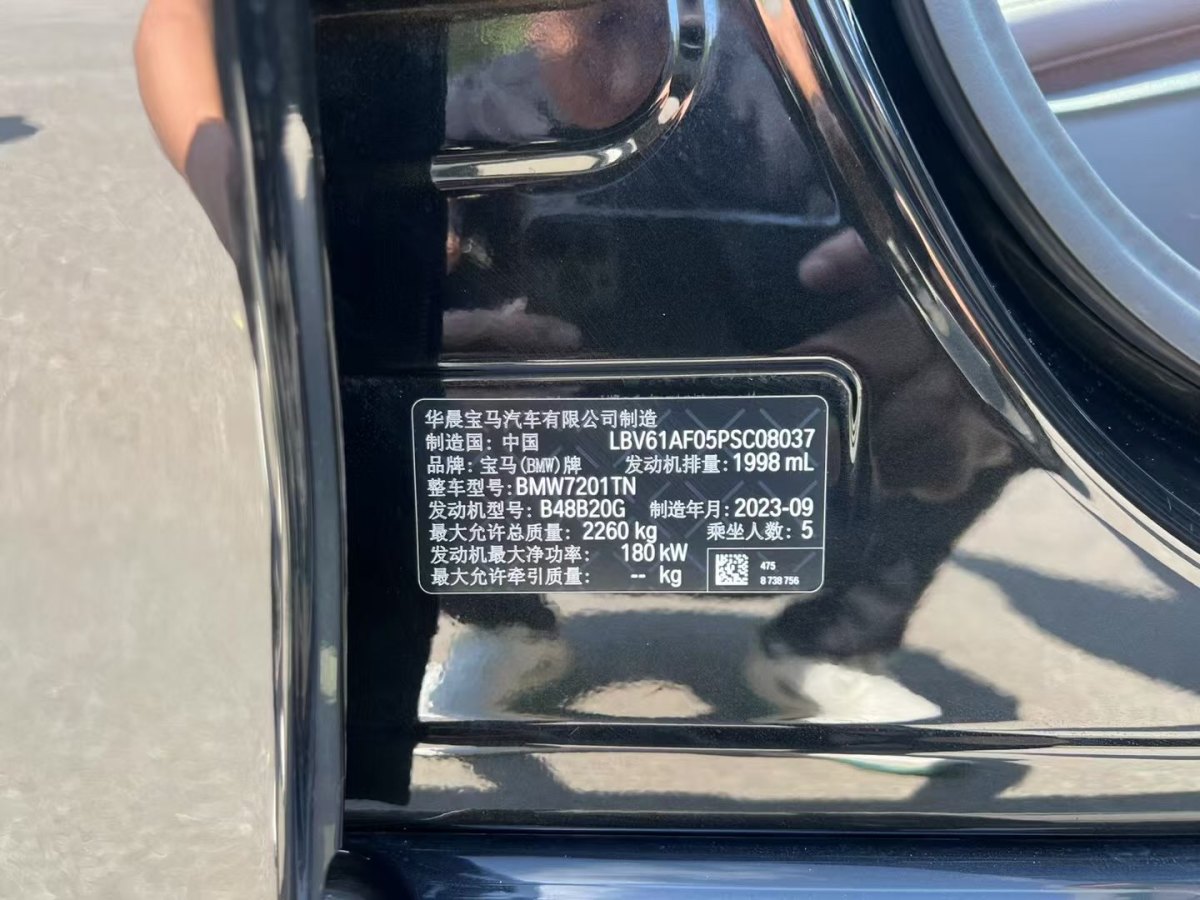 华晨宝马汽车有限公司制造
制造国：中国 LBV61AF05PSC08037
品牌：宝马(BMW)牌 发动机排量：1998 mL
整车型号：BMW7201TN
发动机型号：B48B20G 制造年月：2023-09
最大允许总质量：2260 kg 乘坐人数：5
发动机最大净功率：180 kW
最大允许牵引质量：-- kg
475
8 738 756